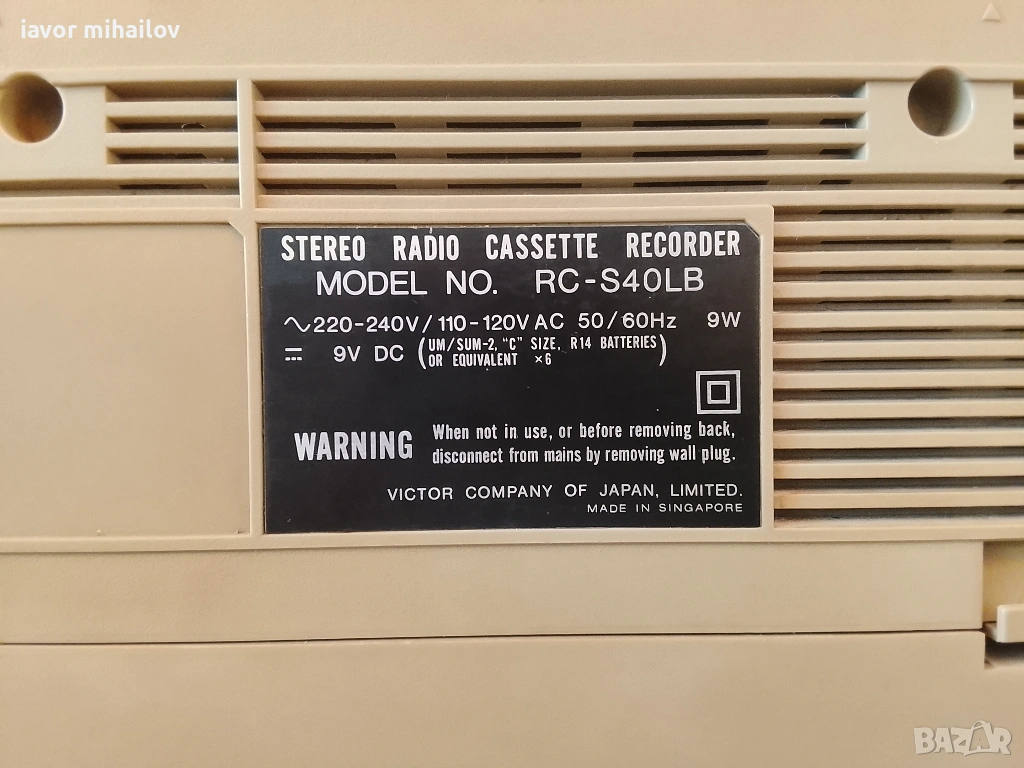 iavor mihailov
STEREO RADIO CASSETTE RECORDER
MODEL NO. RC-S40LB
∿220-240V/110-120V AC 50/60Hz 9W
⎓ 9V DC (UM/SUM-2, "C" SIZE, R14 BATTERIES
OR EQUIVALENT ×6)
WARNING When not in use, or before removing back,
disconnect from mains by removing wall plug.
VICTOR COMPANY OF JAPAN, LIMITED.
MADE IN SINGAPORE
BAZAR